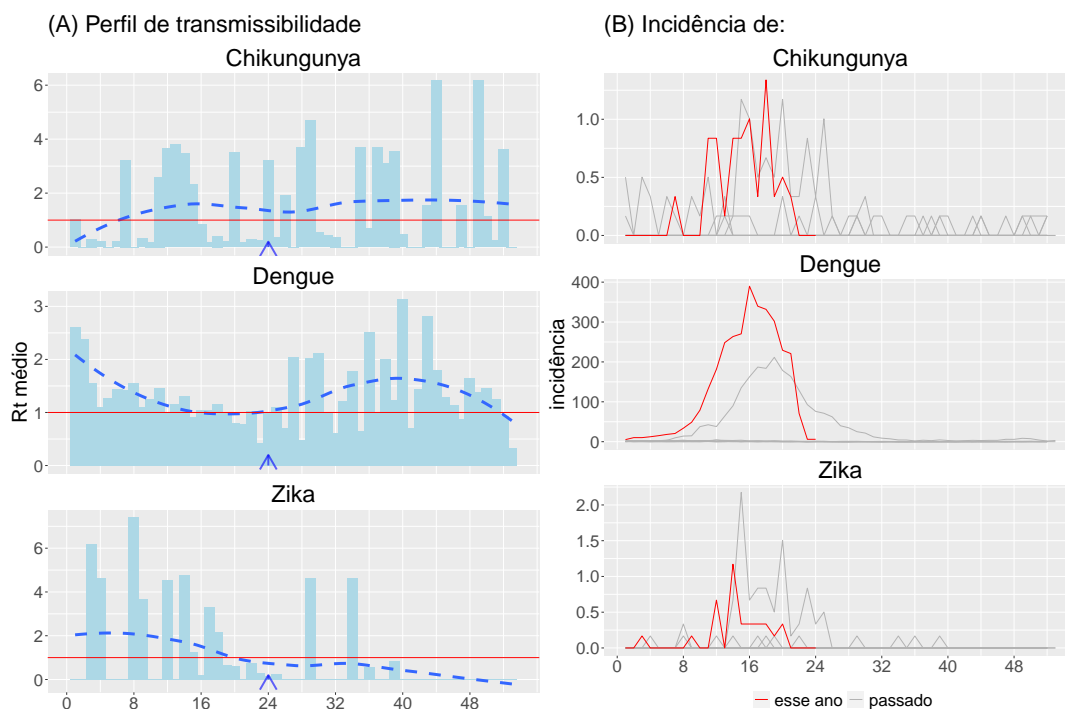 (A) Perfil de transmissibilidade
Chikungunya
6
4
2
0
Dengue
3
2
1
0
Rt médio
Zika
6
4
2
0
0 8 16 24 32 40 48
(B) Incidência de:
Chikungunya
1.0
0.5
0.0
Dengue
400
300
200
100
0
incidência
Zika
2.0
1.5
1.0
0.5
0.0
0 8 16 24 32 40 48
esse ano passado